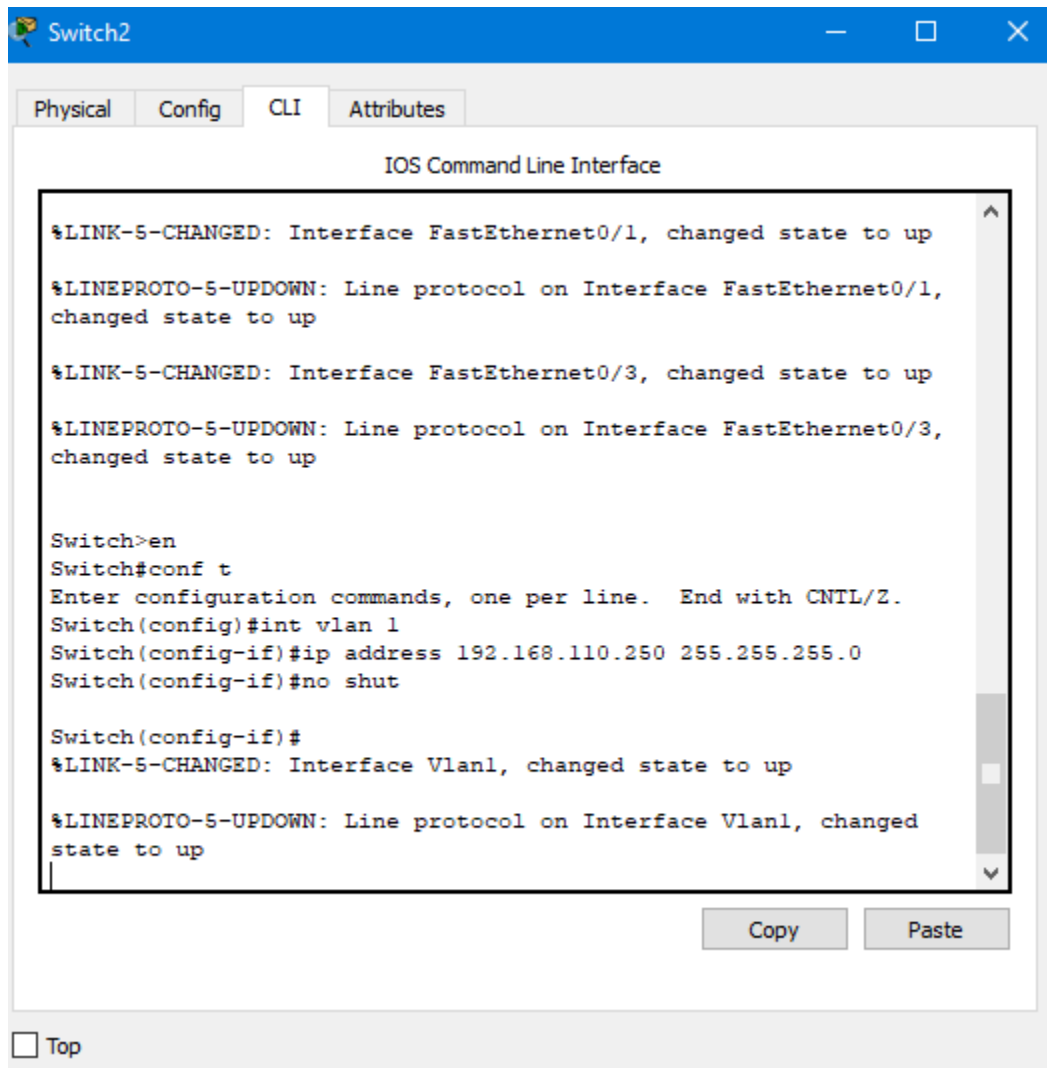 Switch2
Physical Config CLI Attributes
IOS Command Line Interface
%LINK-5-CHANGED: Interface FastEthernet0/1, changed state to up
%LINEPROTO-5-UPDOWN: Line protocol on Interface FastEthernet0/1,
changed state to up
%LINK-5-CHANGED: Interface FastEthernet0/3, changed state to up
%LINEPROTO-5-UPDOWN: Line protocol on Interface FastEthernet0/3,
changed state to up
Switch>en
Switch#conf t
Enter configuration commands, one per line.  End with CNTL/Z.
Switch(config)#int vlan 1
Switch(config-if)#ip address 192.168.110.250 255.255.255.0
Switch(config-if)#no shut
Switch(config-if)#
%LINK-5-CHANGED: Interface Vlan1, changed state to up
%LINEPROTO-5-UPDOWN: Line protocol on Interface Vlan1, changed
state to up
Copy Paste
Top